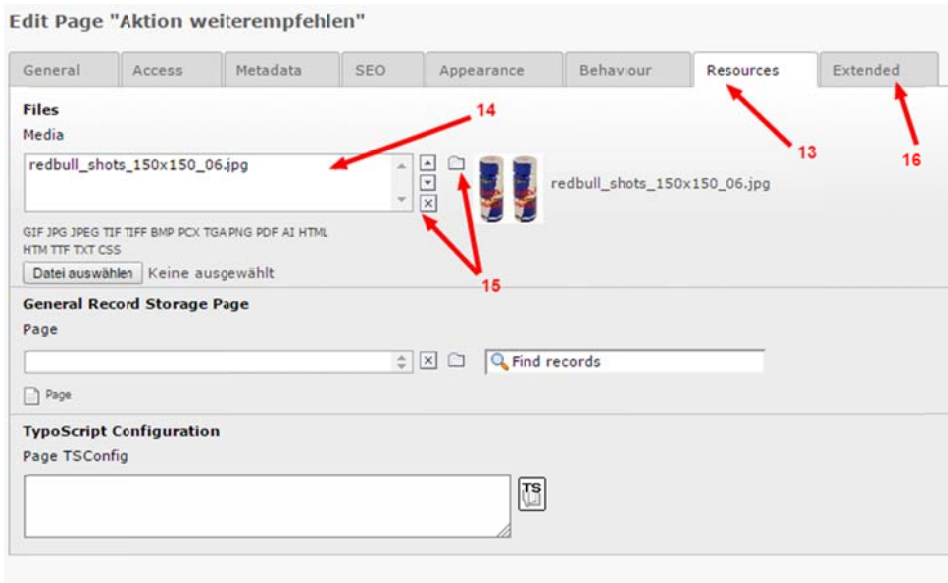 Edit Page "Aktion weiterempfehlen"
General Access Metadata SEO Appearance Behaviour Resources Extended
Files
14
Media
13
16
redbull_shots_150x150_06.jpg
redbull_shots_150x150_06.jpg
GIF JPG JPEG TIF TIFF BMP PCX TGAPNG PDF AI HTML
HTM TTF TXT CSS
Datei auswählen Keine ausgewählt
15
General Record Storage Page
Page
Find records
Page
TypoScript Configuration
Page TSConfig
TS